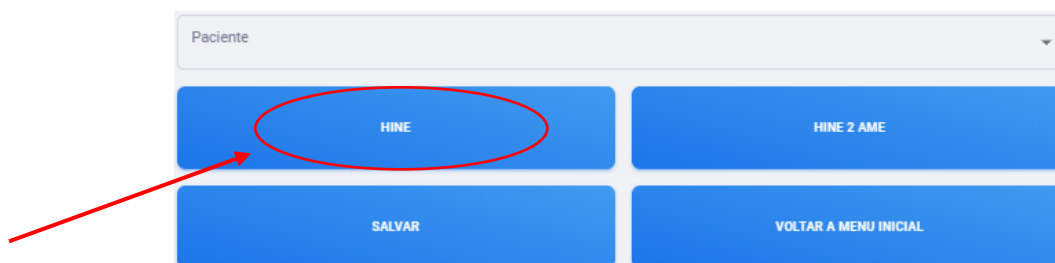 Paciente
HINE
HINE 2 AME
SALVAR
VOLTAR A MENU INICIAL